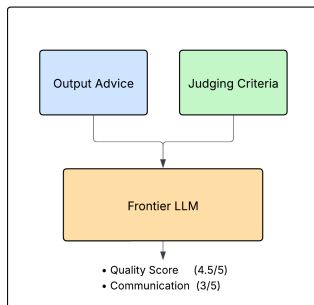 Output Advice
Judging Criteria
Frontier LLM
• Quality Score (4.5/5)
• Communication (3/5)